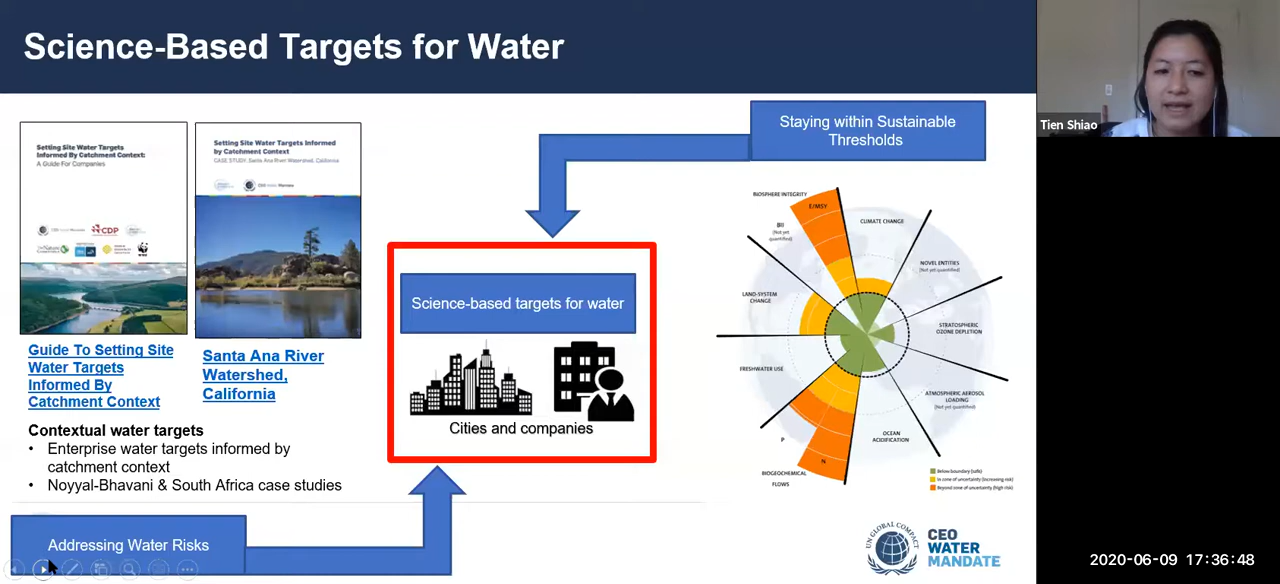 Science-Based Targets for Water
Tien Shiao
Setting Site Water Targets
Informed By Catchment Context:
A Guide For Companies
CDP
WWF
Setting Site Water Targets Informed
by Catchment Context
CASE STUDY, Santa Ana River Watershed, California
Guide To Setting Site
Water Targets
Informed By
Catchment Context
Santa Ana River
Watershed,
California
Contextual water targets
• Enterprise water targets informed by
catchment context
• Noyyal-Bhavani & South Africa case studies
Addressing Water Risks
Staying within Sustainable
Thresholds
Science-based targets for water
Cities and companies
BIOSPHERE INTEGRITY
E/MSY
BII
(Not yet
quantified)
CLIMATE CHANGE
NOVEL ENTITIES
(Not yet quantified)
LAND-SYSTEM
CHANGE
STRATOSPHERIC
OZONE DEPLETION
FRESHWATER USE
ATMOSPHERIC AEROSOL
LOADING
(Not yet quantified)
P
N
OCEAN
ACIDIFICATION
BIOGEOCHEMICAL
FLOWS
Below boundary (safe)
In zone of uncertainty (increasing risk)
Beyond zone of uncertainty (high risk)
UN GLOBAL COMPACT
CEO
WATER
MANDATE
2020-06-09 17:36:48